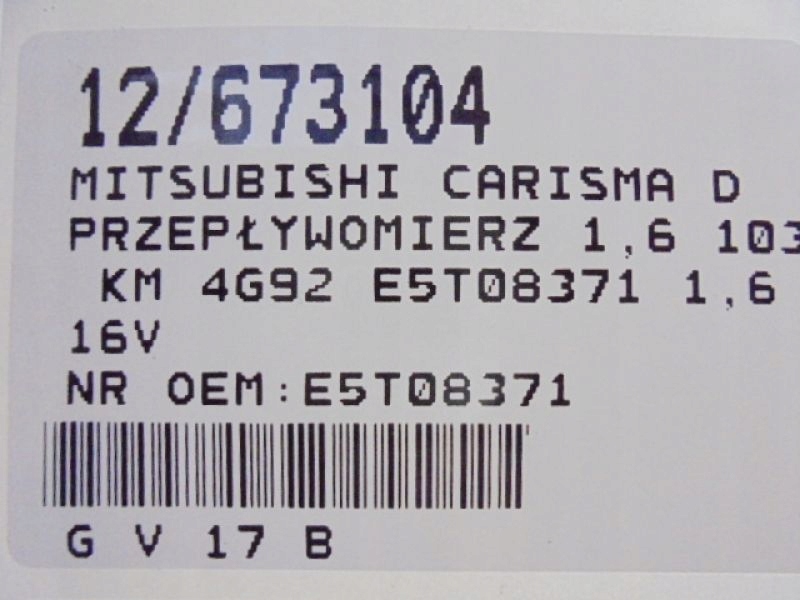 12/673104
MITSUBISHI CARISMA D
PRZEPŁYWOMIERZ 1,6 103
KM 4G92 E5T08371 1,6
16V
NR OEM:E5T08371
G V 17 B